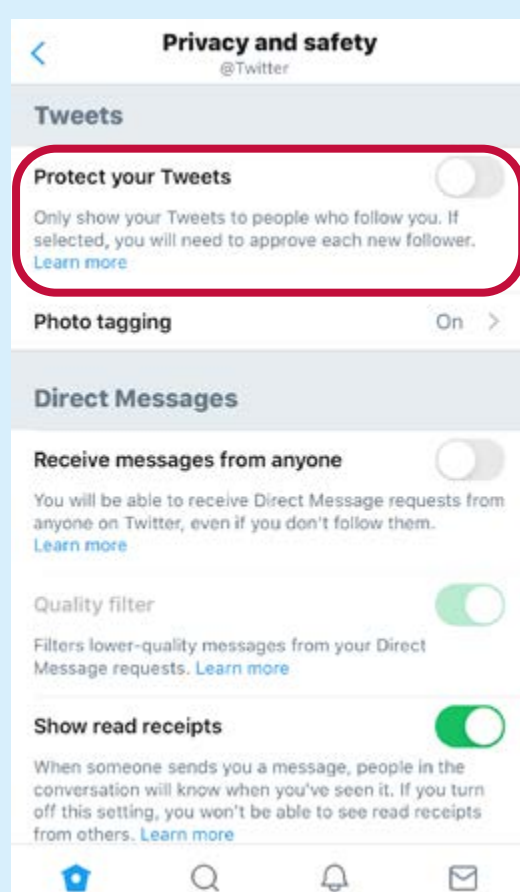 Privacy and safety
@Twitter
Tweets
Protect your Tweets
Only show your Tweets to people who follow you. If
selected, you will need to approve each new follower.
Learn more
Photo tagging On
Direct Messages
Receive messages from anyone
You will be able to receive Direct Message requests from
anyone on Twitter, even if you don't follow them.
Learn more
Quality filter
Filters lower-quality messages from your Direct
Message requests. Learn more
Show read receipts
When someone sends you a message, people in the
conversation will know when you've seen it. If you turn
off this setting, you won't be able to see read receipts
from others. Learn more